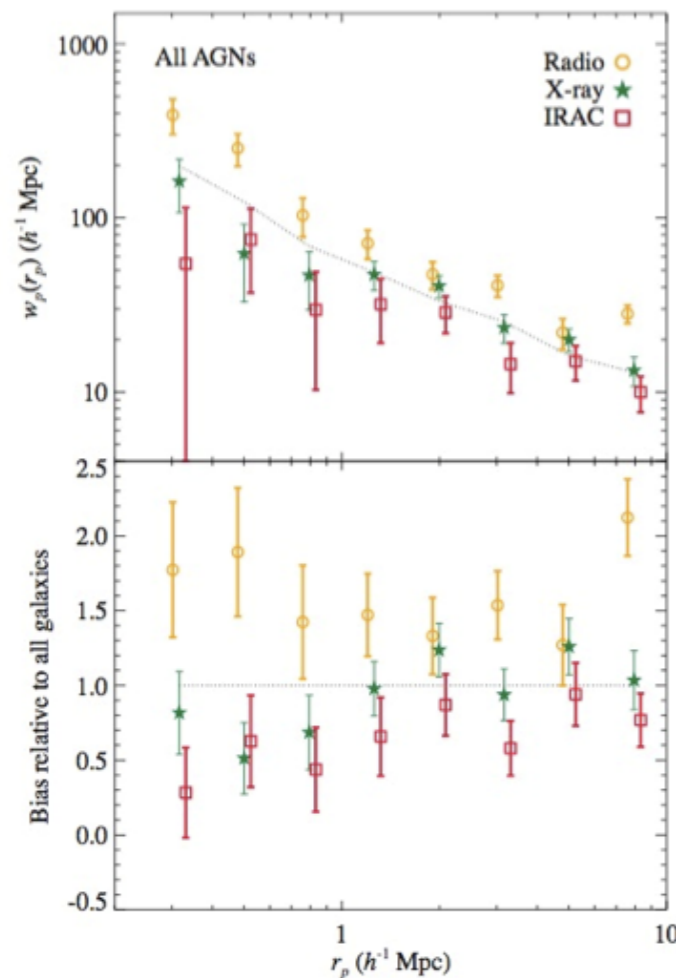 1000
All AGNs
Radio
X-ray
IRAC
100
10
wₚ(rₚ) (h⁻¹ Mpc)
2.5
2.0
1.5
1.0
0.5
0.0
-0.5
Bias relative to all galaxies
1
10
rₚ (h⁻¹ Mpc)